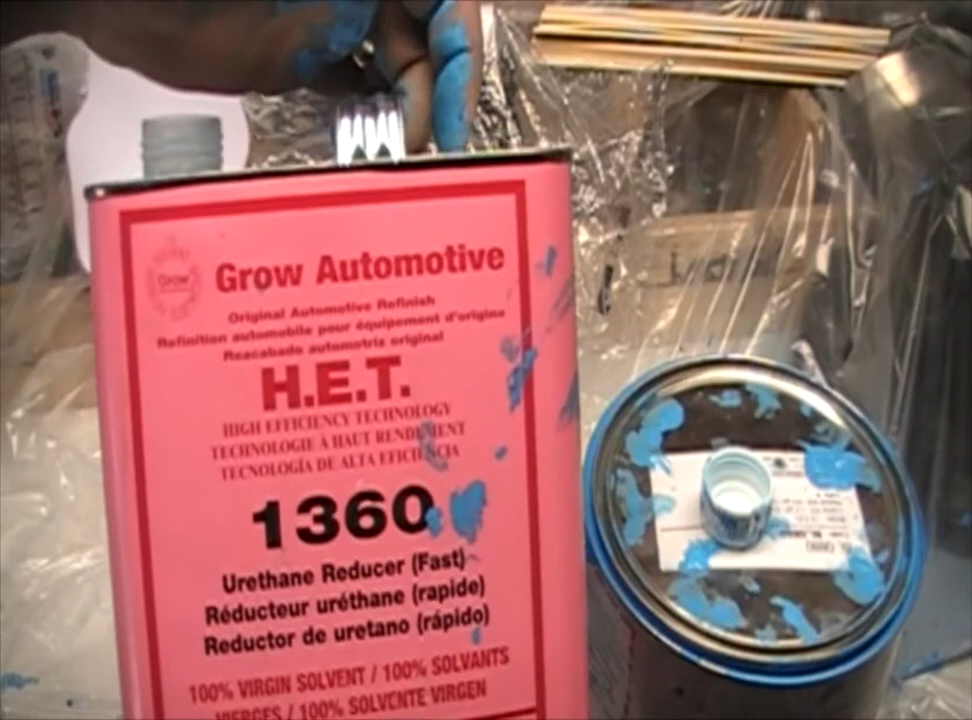 Grow
Grow Automotive
Original Automotive Refinish
Refinition automobile pour équipement d'origine
Reacabado automotriz original
H.E.T.
HIGH EFFICIENCY TECHNOLOGY
TECHNOLOGIE À HAUT RENDEMENT
TECNOLOGÍA DE ALTA EFICIENCIA
1360
Urethane Reducer (Fast)
Réducteur uréthane (rapide)
Reductor de uretano (rápido)
100% VIRGIN SOLVENT / 100% SOLVANTS
VIERGES / 100% SOLVENTE VIRGEN